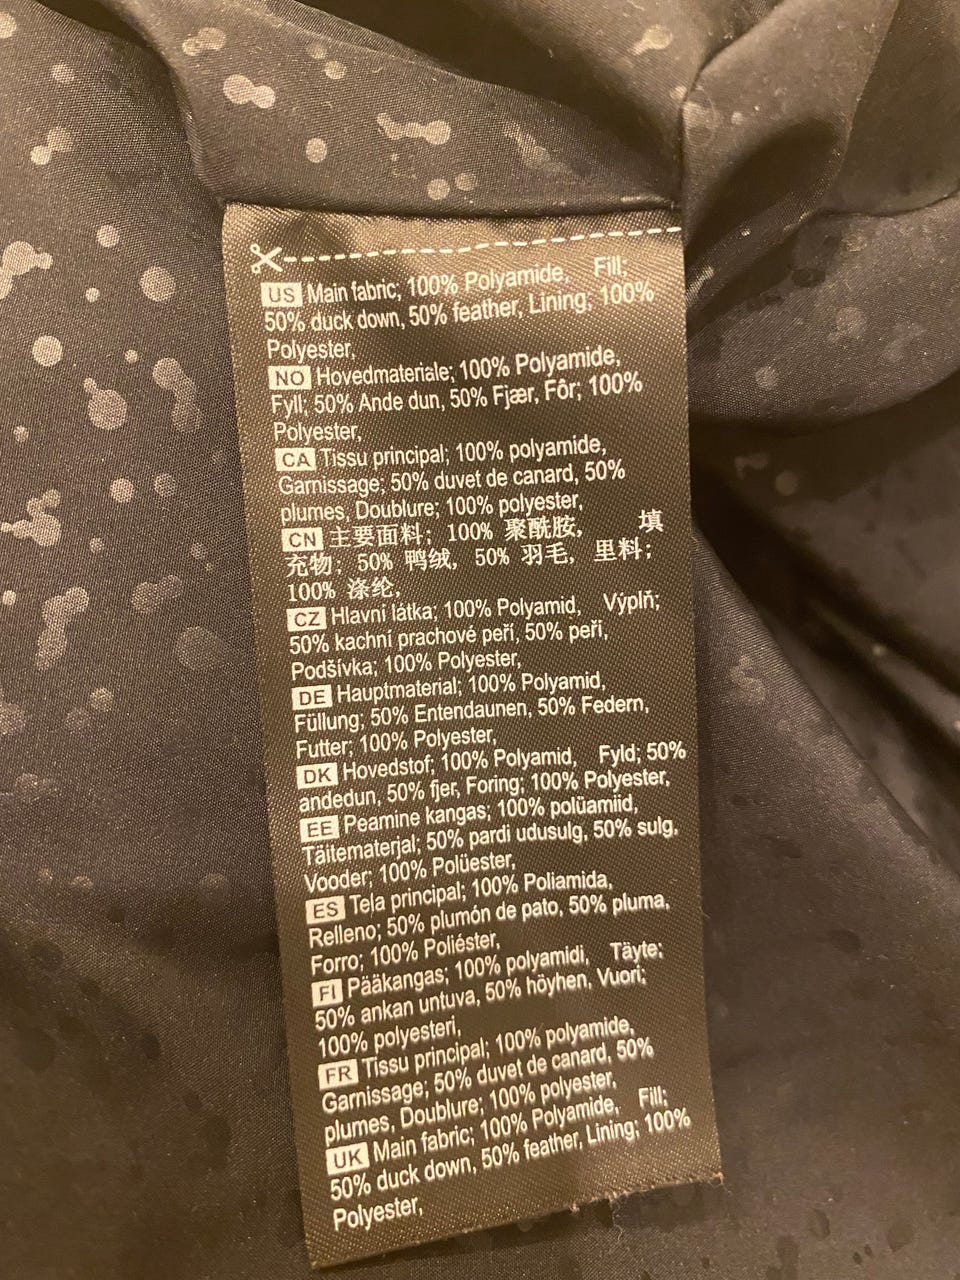 US Main fabric; 100% Polyamide, Fill;
50% duck down, 50% feather, Lining; 100%
Polyester,
NO Hovedmateriale; 100% Polyamide,
Fyll; 50% Ande dun, 50% Fjær, Fôr; 100%
Polyester,
CA Tissu principal; 100% polyamide,
Garnissage; 50% duvet de canard, 50%
plumes, Doublure; 100% polyester,
CN 主要面料; 100% 聚酰胺, 填
充物; 50% 鸭绒, 50% 羽毛, 里料;
100% 涤纶,
CZ Hlavní látka; 100% Polyamid, Výplň;
50% kachní prachové peří, 50% peří,
Podšívka; 100% Polyester,
DE Hauptmaterial; 100% Polyamid,
Füllung; 50% Entendaunen, 50% Federn,
Futter; 100% Polyester,
DK Hovedstof; 100% Polyamid, Fyld; 50%
andedun, 50% fjer, Foring; 100% Polyester,
EE Peamine kangas; 100% polüamiid,
Täitematerjal; 50% pardi udusulg, 50% sulg,
Vooder; 100% Polüester,
ES Tela principal; 100% Poliamida,
Relleno; 50% plumón de pato, 50% pluma,
Forro; 100% Poliéster,
FI Pääkangas; 100% polyamidi, Täyte;
50% ankan untuva, 50% höyhen, Vuori;
100% polyesteri,
FR Tissu principal; 100% polyamide,
Garnissage; 50% duvet de canard, 50%
plumes, Doublure; 100% polyester,
UK Main fabric; 100% Polyamide, Fill;
50% duck down, 50% feather, Lining; 100%
Polyester,